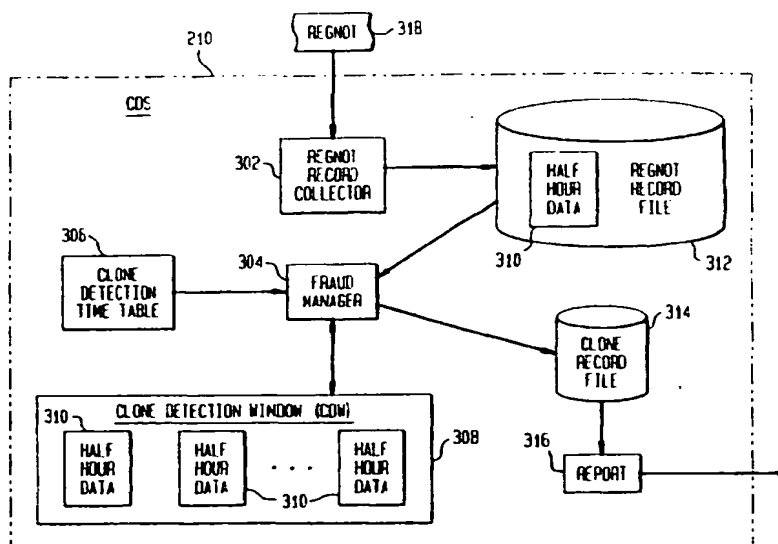 REGNOT
318
210
CDS
302
REGNOT
RECORD
COLLECTOR
HALF
HOUR
DATA
REGNOT
RECORD
FILE
310
312
306
CLONE
DETECTION
TIME TABLE
304
FRAUD
MANAGER
314
CLONE
RECORD
FILE
CLONE DETECTION WINDOW (CDW)
308
310
HALF
HOUR
DATA
HALF
HOUR
DATA
. . .
HALF
HOUR
DATA
310
316
REPORT